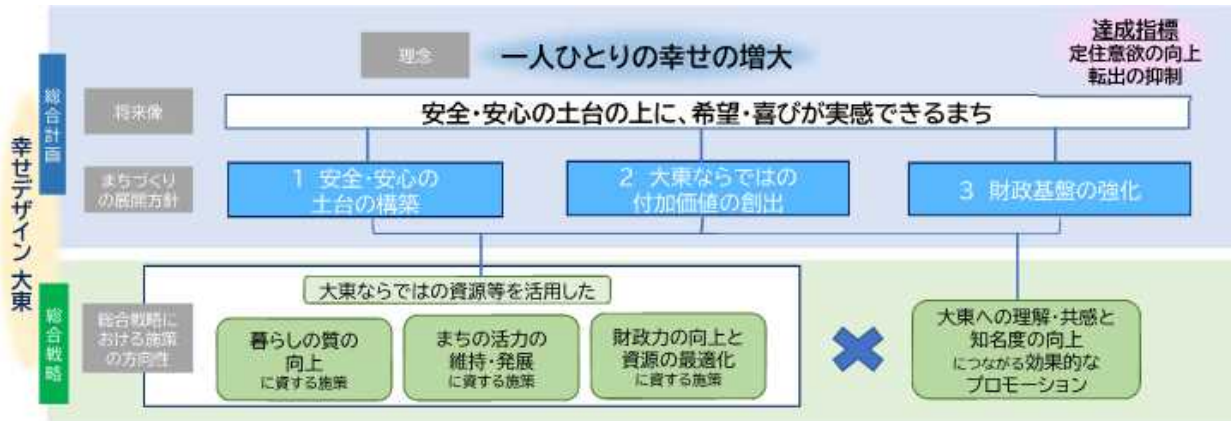 幸せデザイン 大東
総合計画
理念
一人ひとりの幸せの増大
達成指標
定住意欲の向上
転出の抑制
将来像
安全・安心の土台の上に、希望・喜びが実感できるまち
まちづくり
の展開方針
1 安全・安心の
土台の構築
2 大東ならではの
付加価値の創出
3 財政基盤の強化
総合戦略
総合戦略に
おける施策
の方向性
大東ならではの資源等を活用した
暮らしの質の
向上
に資する施策
まちの活力の
維持・発展
に資する施策
財政力の向上と
資源の最適化
に資する施策
大東への理解・共感と
知名度の向上
につながる効果的な
プロモーション